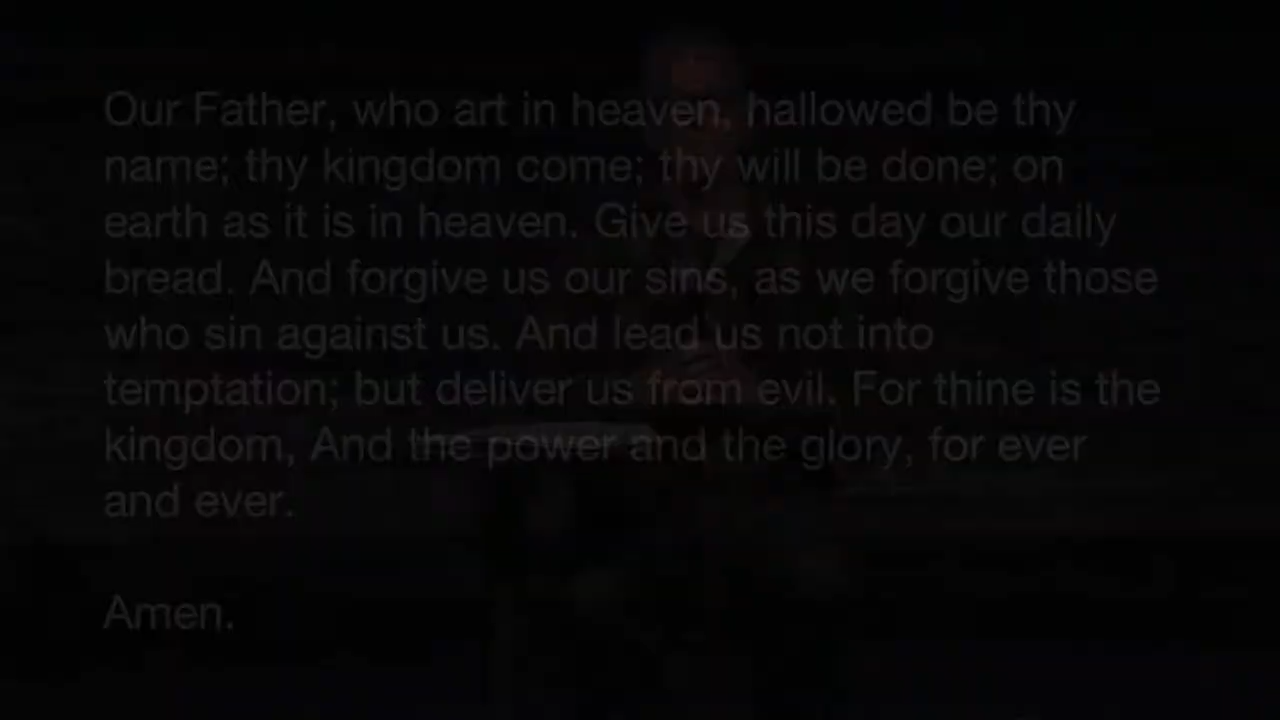 Our Father, who art in heaven, hallowed be thy
name; thy kingdom come; thy will be done; on
earth as it is in heaven. Give us this day our daily
bread. And forgive us our sins, as we forgive those
who sin against us. And lead us not into
temptation; but deliver us from evil. For thine is the
kingdom, And the power and the glory, for ever
and ever.
Amen.